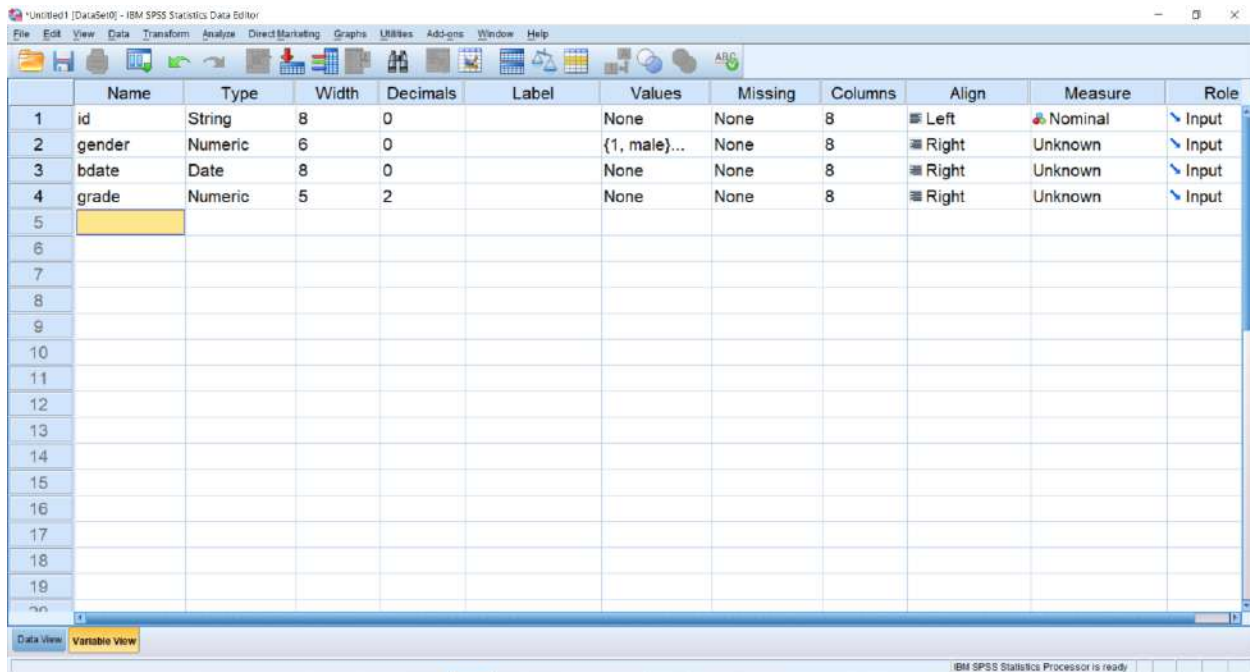 *Untitled1 [DataSet0] - IBM SPSS Statistics Data Editor
File Edit View Data Transform Analyze Direct Marketing Graphs Utilities Add-ons Window Help
Name Type Width Decimals Label Values Missing Columns Align Measure Role
1 id String 8 0 None None 8 Left Nominal Input
2 gender Numeric 6 0 {1, male}... None 8 Right Unknown Input
3 bdate Date 8 0 None None 8 Right Unknown Input
4 grade Numeric 5 2 None None 8 Right Unknown Input
5
6
7
8
9
10
11
12
13
14
15
16
17
18
19
20
Data View Variable View
IBM SPSS Statistics Processor is ready